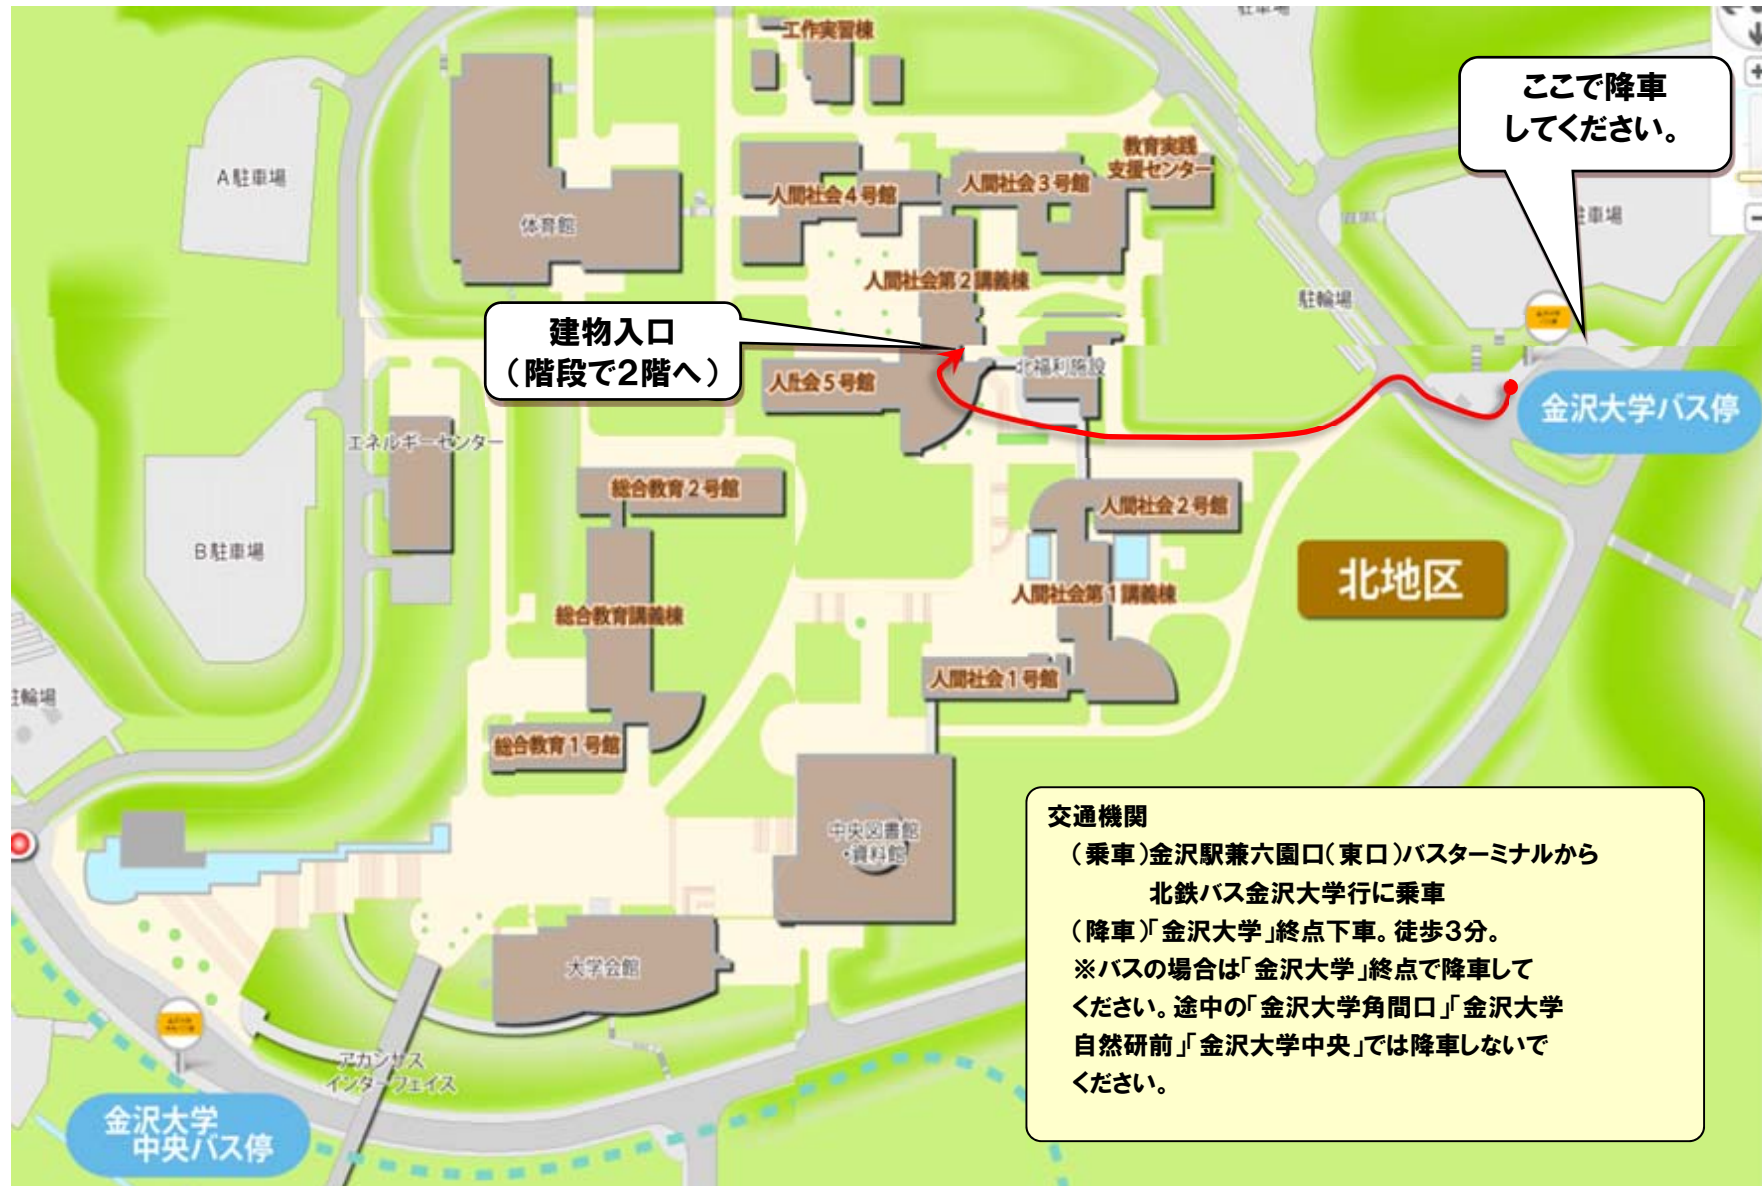 工作実習棟
駐車場
ここで降車
してください。
教育実践
支援センター
A駐車場
人間社会4号館
人間社会3号館
体育館
車場
人間社会第2講義棟
駐輪場
建物入口
(階段で2階へ)
北福利施設
人社会5号館
金沢大学バス停
エネルギーセンター
総合教育2号館
人間社会2号館
B駐車場
北地区
人間社会第1講義棟
総合教育講義棟
人間社会1号館
駐輪場
総合教育1号館
中央図書館
・資料館
交通機関
(乗車)金沢駅兼六園口(東口)バスターミナルから
北鉄バス金沢大学行に乗車
(降車)「金沢大学」終点下車。徒歩3分。
※バスの場合は「金沢大学」終点で降車して
ください。途中の「金沢大学角間口」「金沢大学
自然研前」「金沢大学中央」では降車しないで
ください。
大学会館
アカンサス
インターフェイス
金沢大学
中央バス停